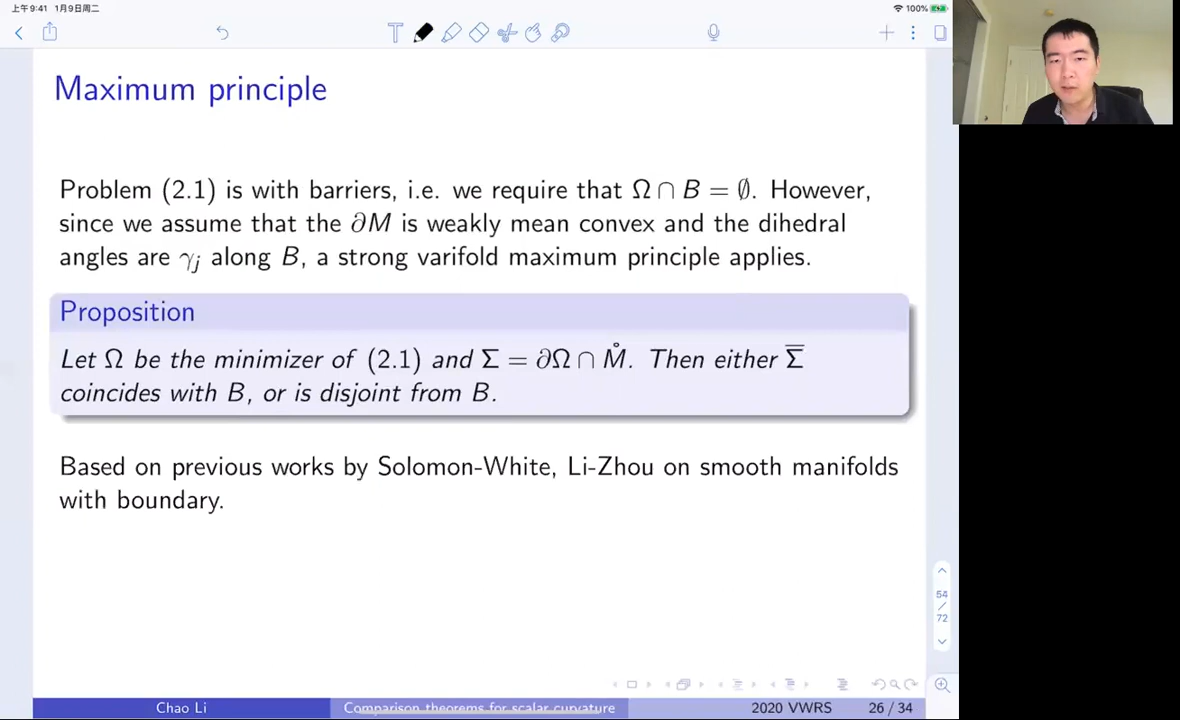 上午9:41 1月9日周二
100%
Maximum principle
Problem (2.1) is with barriers, i.e. we require that Ω ∩ B = ∅. However,
since we assume that the ∂M is weakly mean convex and the dihedral
angles are γⱼ along B, a strong varifold maximum principle applies.
Proposition
Let Ω be the minimizer of (2.1) and Σ = ∂Ω ∩ M̊. Then either Σ̅
coincides with B, or is disjoint from B.
Based on previous works by Solomon-White, Li-Zhou on smooth manifolds
with boundary.
54
/
72
Chao Li Comparison theorems for scalar curvature 2020 VWRS 26 / 34